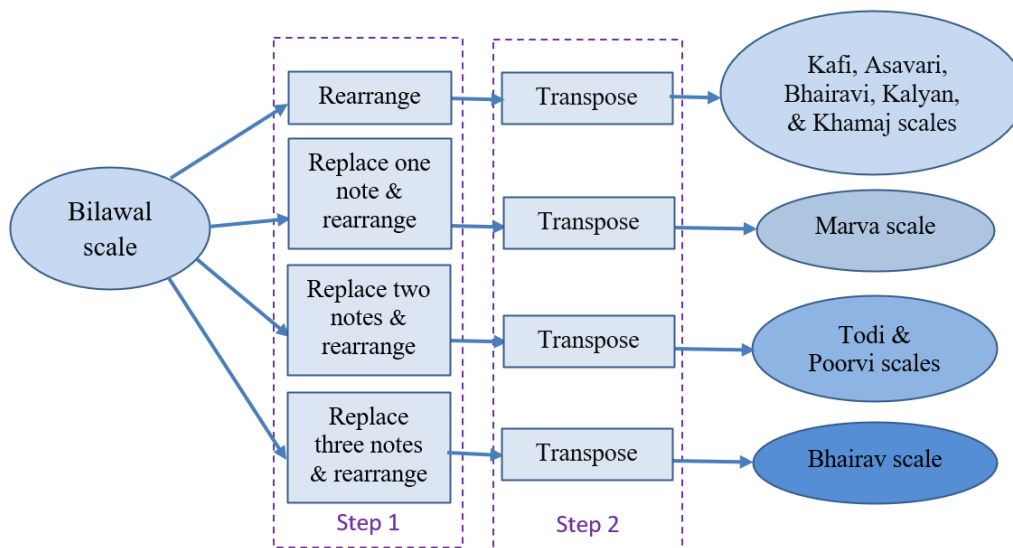 Bilawal
scale
Rearrange
Replace one
note &
rearrange
Replace two
notes &
rearrange
Replace
three notes
& rearrange
Step 1
Transpose
Transpose
Transpose
Transpose
Step 2
Kafi, Asavari,
Bhairavi, Kalyan,
& Khamaj scales
Marva scale
Todi &
Poorvi scales
Bhairav scale